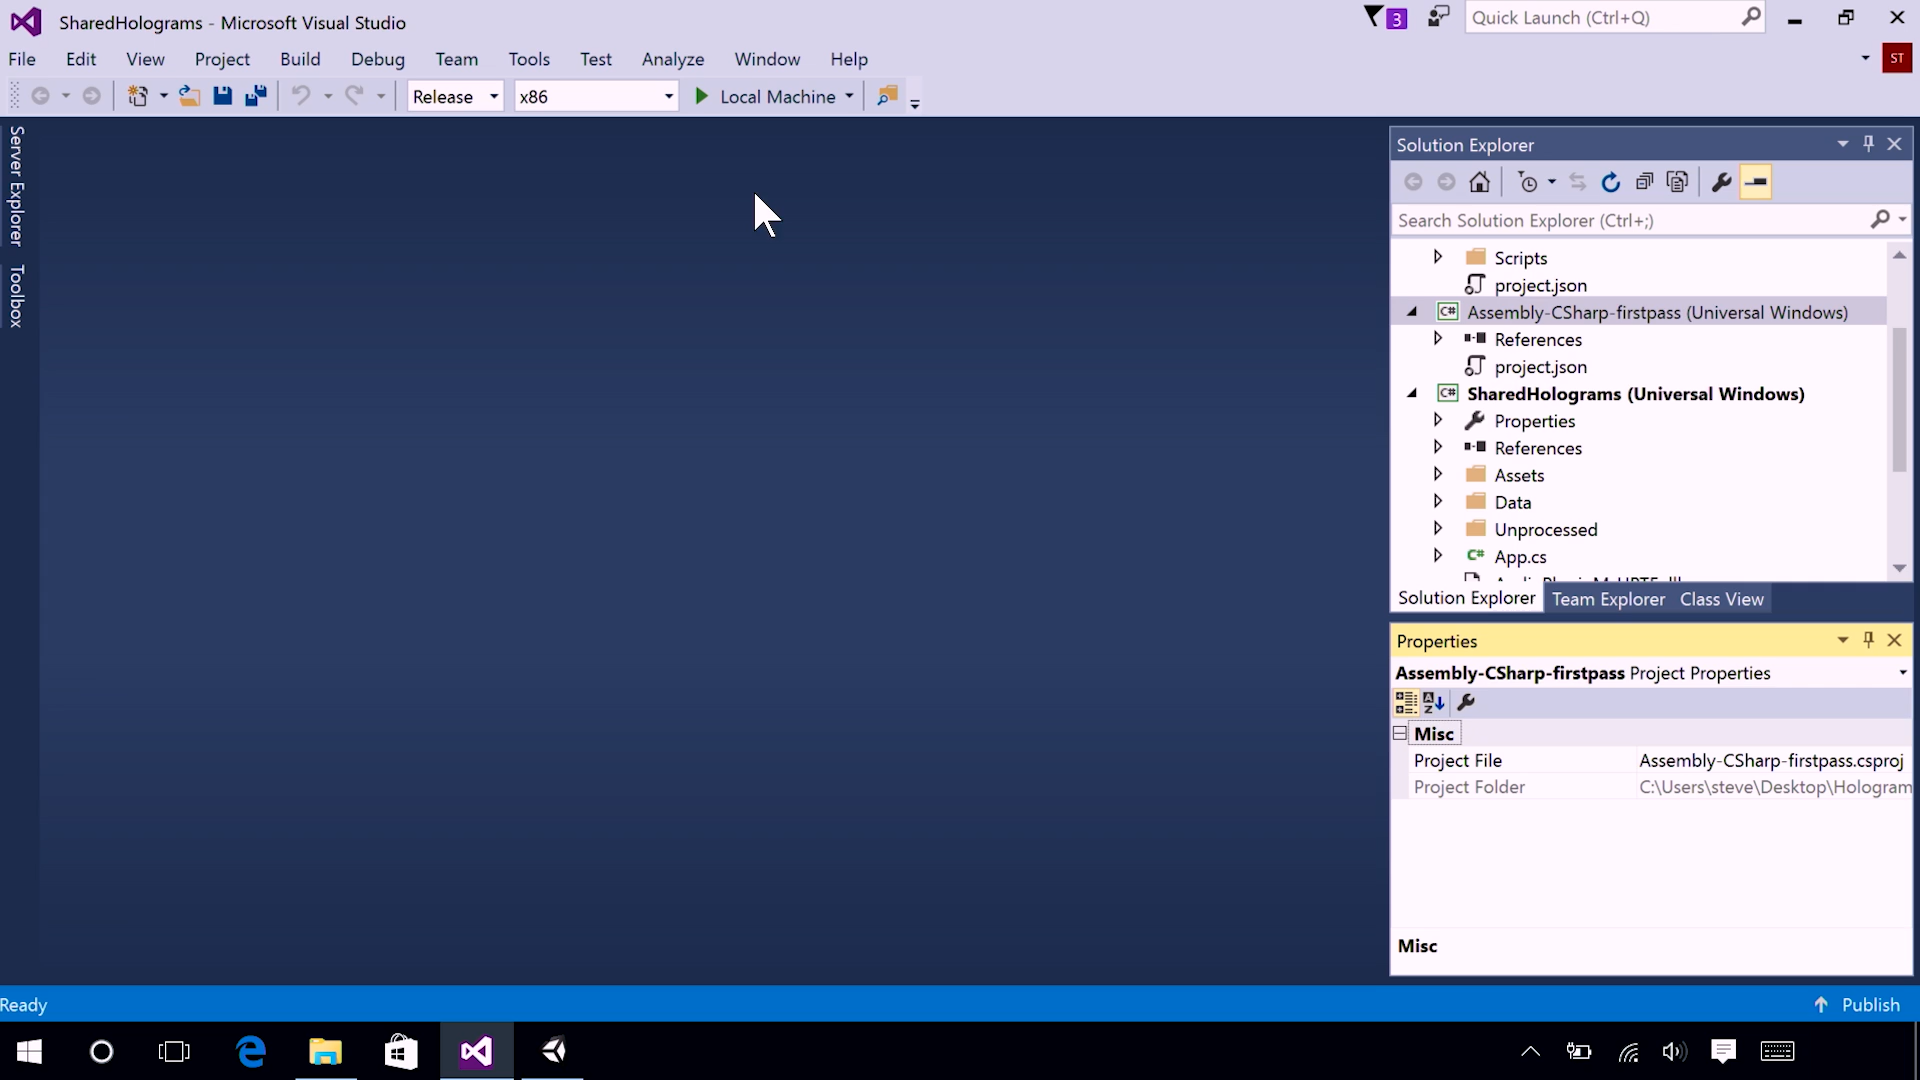 SharedHolograms - Microsoft Visual Studio
3
Quick Launch (Ctrl+Q)
File Edit View Project Build Debug Team Tools Test Analyze Window Help
ST
Release x86 Local Machine
Server Explorer
Toolbox
Solution Explorer
Search Solution Explorer (Ctrl+;)
Scripts
project.json
C# Assembly-CSharp-firstpass (Universal Windows)
References
project.json
C# SharedHolograms (Universal Windows)
Properties
References
Assets
Data
Unprocessed
C# App.cs
Solution Explorer Team Explorer Class View
Properties
Assembly-CSharp-firstpass Project Properties
Misc
Project File Assembly-CSharp-firstpass.csproj
Project Folder C:\Users\steve\Desktop\Hologram
Misc
Ready
Publish